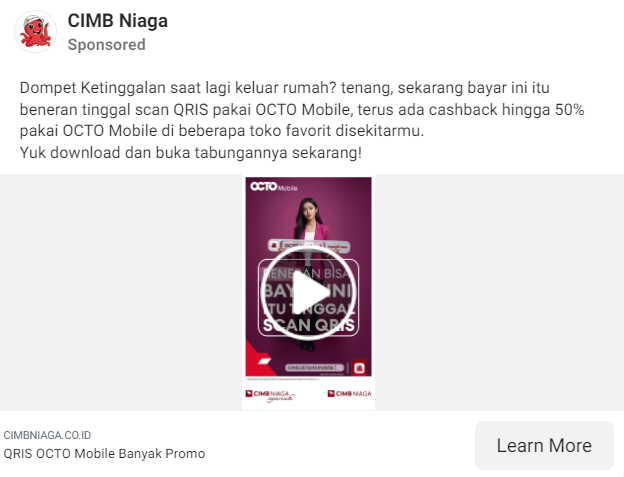 CIMB Niaga
Sponsored
Dompet Ketinggalan saat lagi keluar rumah? tenang, sekarang bayar ini itu
beneran tinggal scan QRIS pakai OCTO Mobile, terus ada cashback hingga 50%
pakai OCTO Mobile di beberapa toko favorit disekitarmu.
Yuk download dan buka tabungannya sekarang!
OCTO Mobile
BENERAN BISA
BAYAR INI
ITU TINGGAL
SCAN QRIS
CIMB NIAGA Syariah
CIMB NIAGA
CIMBNIAGA.CO.ID
QRIS OCTO Mobile Banyak Promo
Learn More